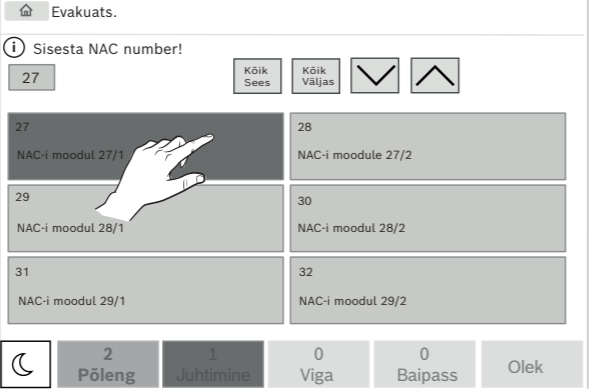 Evakuats.
i Sisesta NAC number!
27
Kõik
Sees
Kõik
Väljas
27
NAC-i moodul 27/1
28
NAC-i moodule 27/2
29
NAC-i moodul 28/1
30
NAC-i moodul 28/2
31
NAC-i moodul 29/1
32
NAC-i moodul 29/2
2
Põleng
1
Juhtimine
0
Viga
0
Baipass
Olek